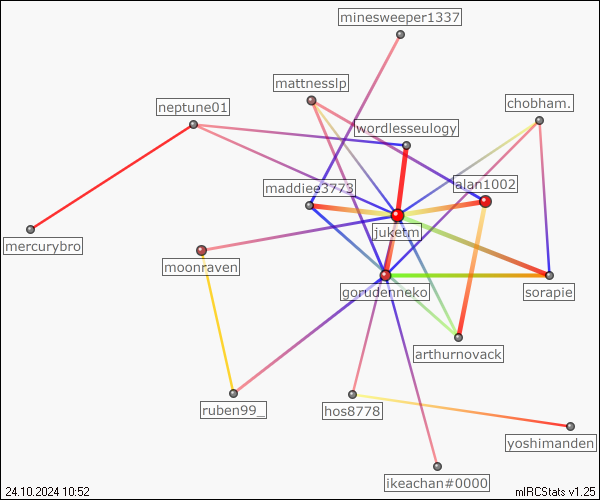 minesweeper1337
mattnesslp
neptune01
chobham.
wordlesseulogy
maddiee3773
alan1002
juketm
mercurybro
moonraven
gorudenneko
sorapie
arthurnovack
ruben99_
hos8778
yoshimanden
ikeachan#0000
24.10.2024 10:52
mIRCStats v1.25